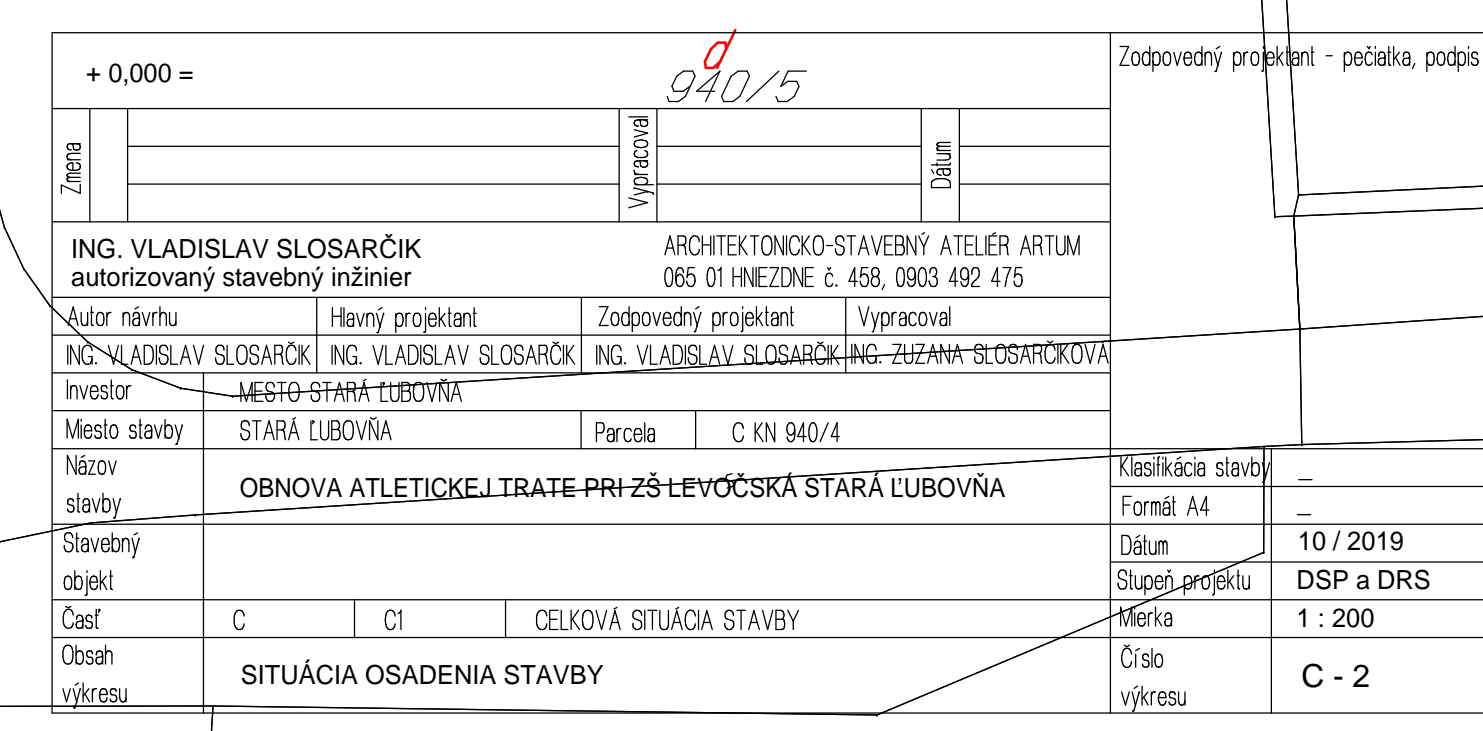 d
+ 0,000 =
940/5
Zodpovedný projektant - pečiatka, podpis
Zmena
Vypracoval
Dátum
ING. VLADISLAV SLOSARČIK
autorizovaný stavebný inžinier
ARCHITEKTONICKO-STAVEBNÝ ATELIÉR ARTUM
065 01 HNIEZDNE č. 458, 0903 492 475
Autor návrhu
Hlavný projektant
Zodpovedný projektant
Vypracoval
ING. VLADISLAV SLOSARČIK
ING. VLADISLAV SLOSARČIK
ING. VLADISLAV SLOSARČIK
ING. ZUZANA SLOSARČIKOVÁ
Investor
MESTO STARÁ ĽUBOVŇA
Miesto stavby
STARÁ ĽUBOVŇA
Parcela
C KN 940/4
Názov
stavby
OBNOVA ATLETICKEJ TRATE PRI ZŠ LEVOČSKÁ STARÁ ĽUBOVŇA
Klasifikácia stavby
_
Formát A4
_
Stavebný
objekt
Dátum
10 / 2019
Stupeň projektu
DSP a DRS
Časť
C
C1
CELKOVÁ SITUÁCIA STAVBY
Mierka
1 : 200
Obsah
výkresu
SITUÁCIA OSADENIA STAVBY
Číslo
výkresu
C - 2